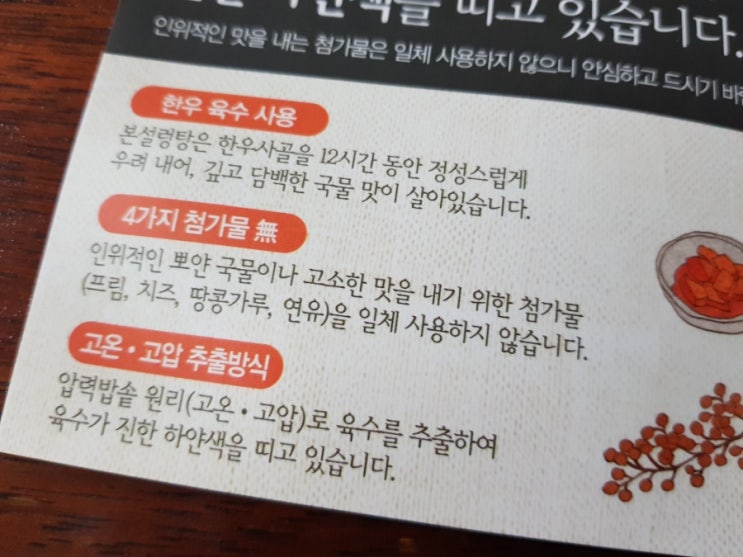 띠고 있습니다.
인위적인 맛을 내는 첨가물은 일체 사용하지 않으니 안심하고 드시기
한우 육수 사용
본설렁탕은 한우사골을 12시간 동안 정성스럽게
우려 내어, 깊고 담백한 국물 맛이 살아있습니다.
4가지 첨가물 無
인위적인 뽀얀 국물이나 고소한 맛을 내기 위한 첨가물
(프림, 치즈, 땅콩가루, 연유)을 일체 사용하지 않습니다.
고온 • 고압 추출방식
압력밥솥 원리(고온 • 고압)로 육수를 추출하여
육수가 진한 하얀색을 띠고 있습니다.